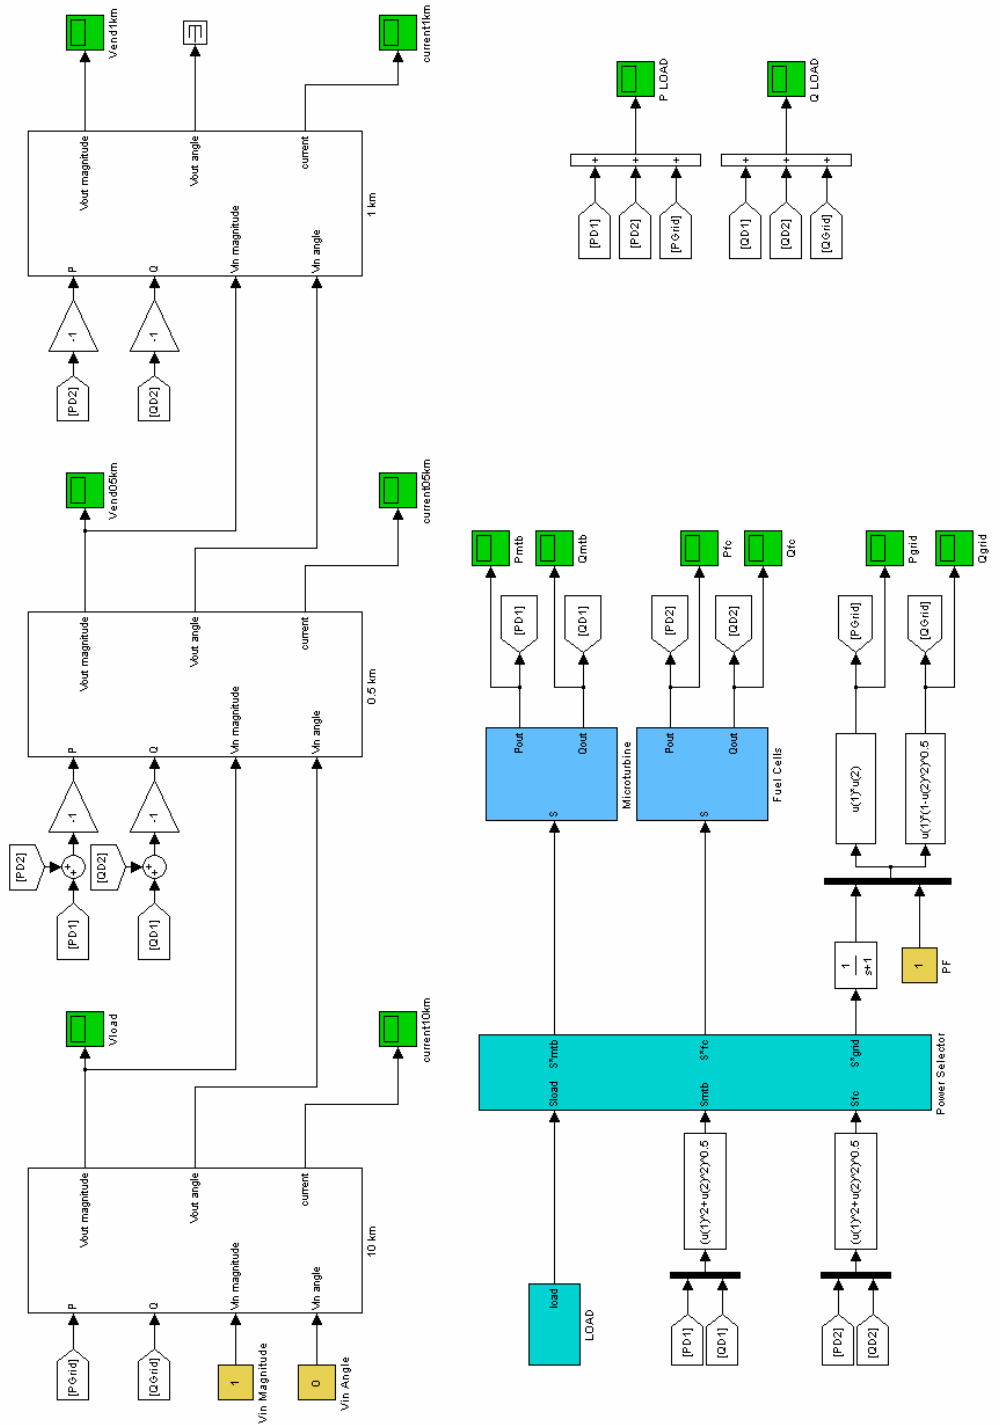 [PGrid]
[QGrid]
1
Vin Magnitude
0
Vin Angle
P
Q
Vin magnitude
Vin angle
Vout magnitude
Vout angle
current
10 km
Vload
current10km
[PD2]
[PD1]
[QD2]
[QD1]
-1
-1
P
Q
Vin magnitude
Vin angle
Vout magnitude
Vout angle
current
0.5 km
Vend05km
current05km
[PD2]
[QD2]
-1
-1
P
Q
Vin magnitude
Vin angle
Vout magnitude
Vout angle
current
1 km
Vend1km
current1km
load
LOAD
[PD1]
[QD1]
(u(1)^2+u(2)^2)^0.5
[PD2]
[QD2]
(u(1)^2+u(2)^2)^0.5
Sload
Smtb
Sfc
S*mtb
S*fc
S*grid
Power Selector
1
s+1
1
PF
S
Pout
Qout
Microturbine
S
Pout
Qout
Fuel Cells
u(1)*u(2)
u(1)*(1-u(2)^2)^0.5
[PD1]
[QD1]
[PD2]
[QD2]
[PGrid]
[QGrid]
Pmtb
Qmtb
Pfc
Qfc
Pgrid
Qgrid
[PD1]
[PD2]
[PGrid]
+
+
+
P LOAD
[QD1]
[QD2]
[QGrid]
+
+
+
Q LOAD